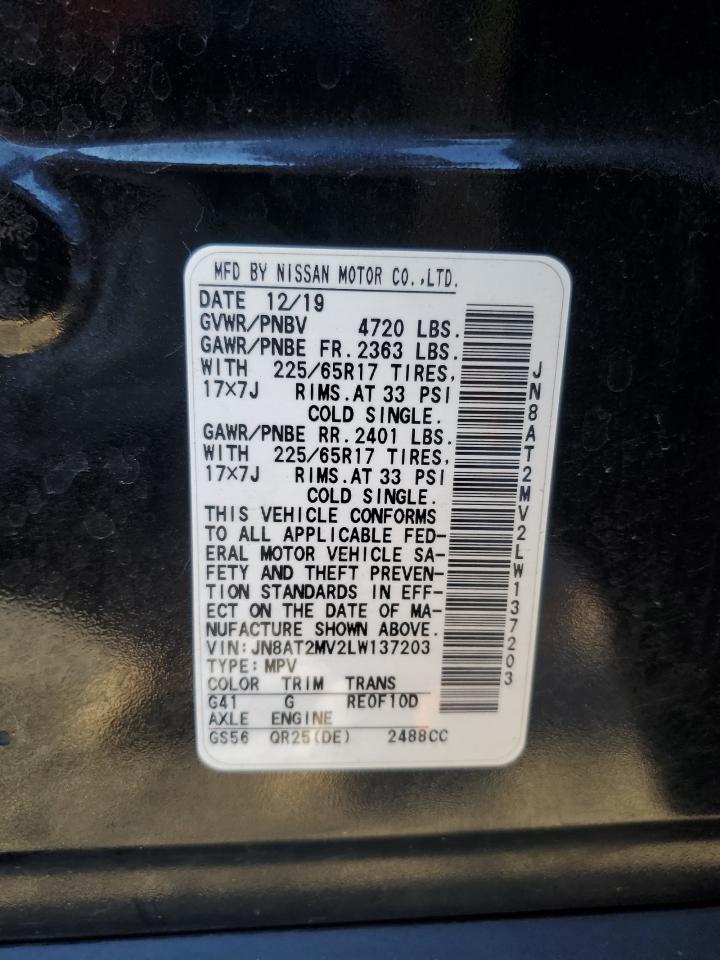 MFD BY NISSAN MOTOR CO.,LTD.
DATE 12/19
GVWR/PNBV 4720 LBS.
GAWR/PNBE FR. 2363 LBS.
WITH 225/65R17 TIRES,
17×7J RIMS.AT 33 PSI
COLD SINGLE.
GAWR/PNBE RR. 2401 LBS.
WITH 225/65R17 TIRES,
17×7J RIMS.AT 33 PSI
COLD SINGLE.
THIS VEHICLE CONFORMS
TO ALL APPLICABLE FED-
ERAL MOTOR VEHICLE SA-
FETY AND THEFT PREVEN-
TION STANDARDS IN EFF-
ECT ON THE DATE OF MA-
NUFACTURE SHOWN ABOVE.
VIN:JN8AT2MV2LW137203
TYPE:MPV
COLOR TRIM TRANS
G41 G RE0F10D
AXLE ENGINE
GS56 QR25(DE) 2488CC
JN8AT2MV2LW137203